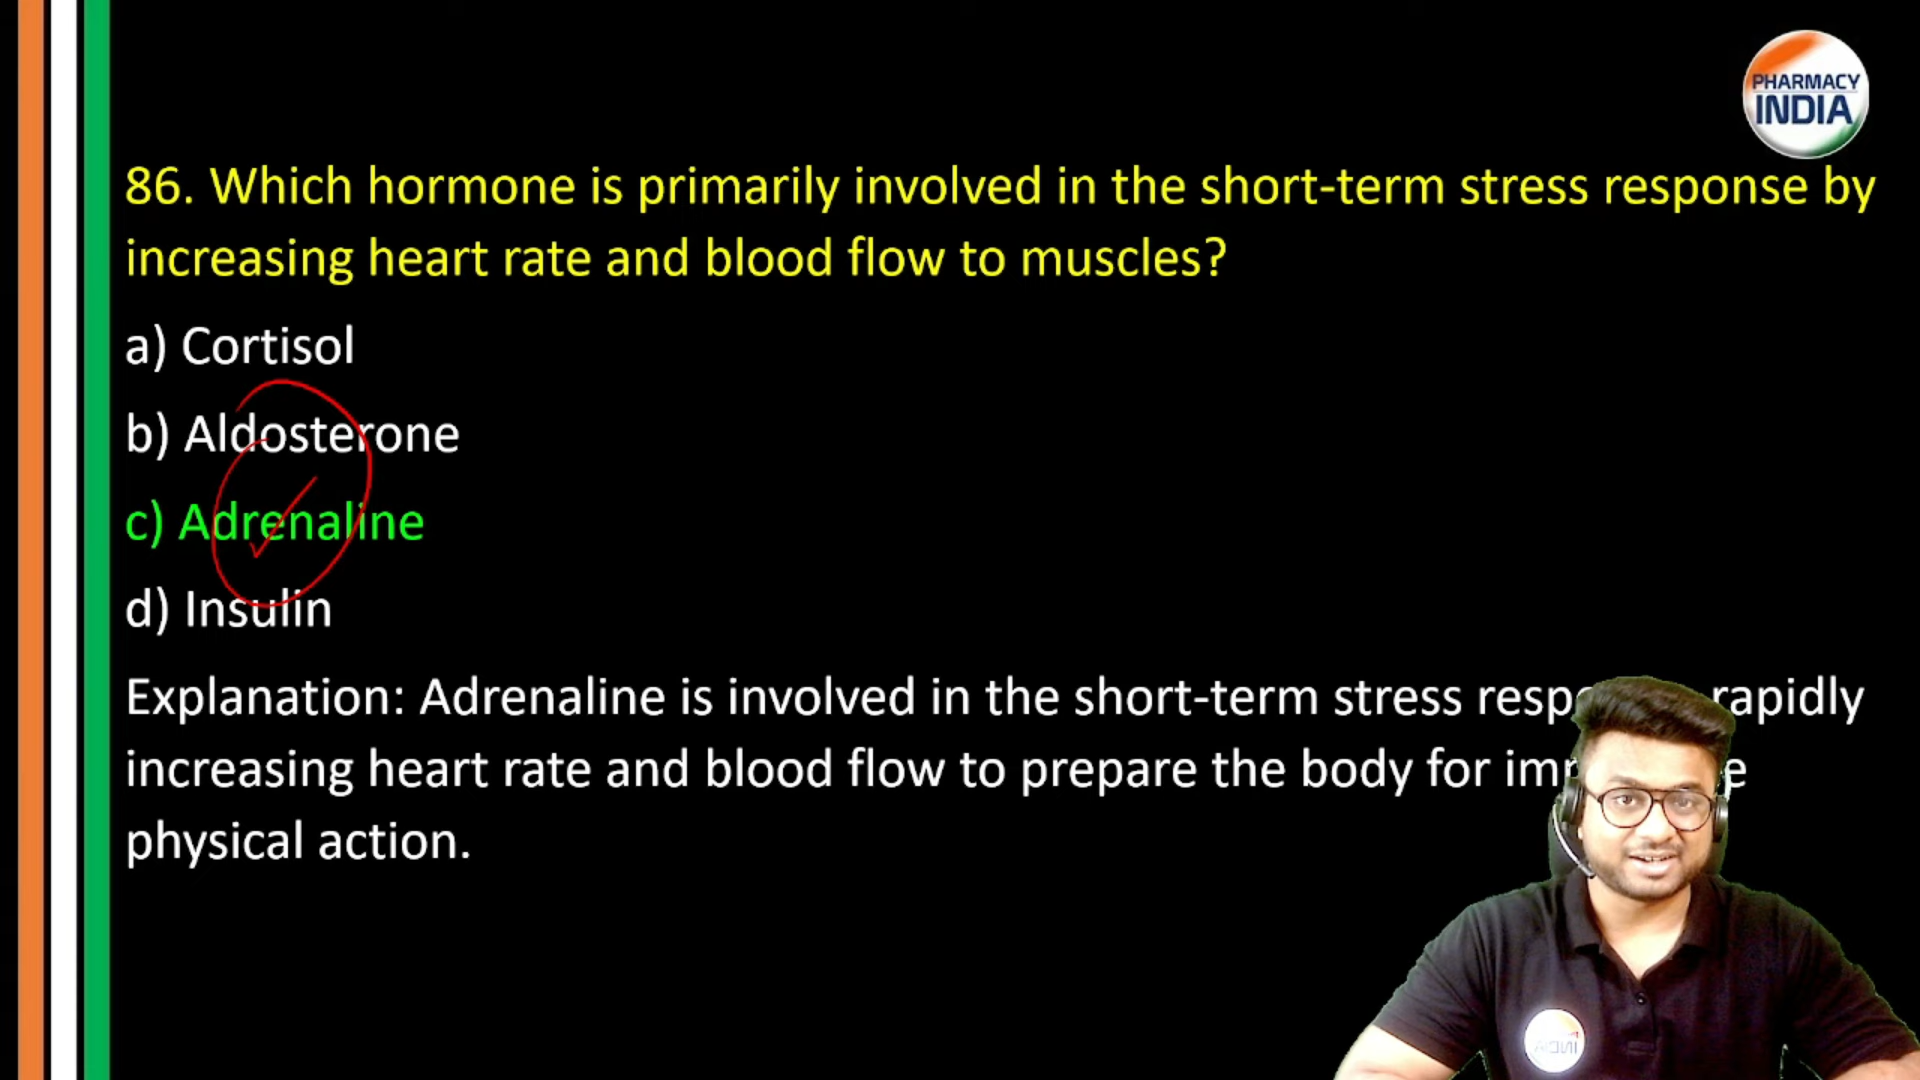 PHARMACY
INDIA
86. Which hormone is primarily involved in the short-term stress response by
increasing heart rate and blood flow to muscles?
a) Cortisol
b) Aldosterone
c) Adrenaline
d) Insulin
Explanation: Adrenaline is involved in the short-term stress rapidly
increasing heart rate and blood flow to prepare the body for
physical action.